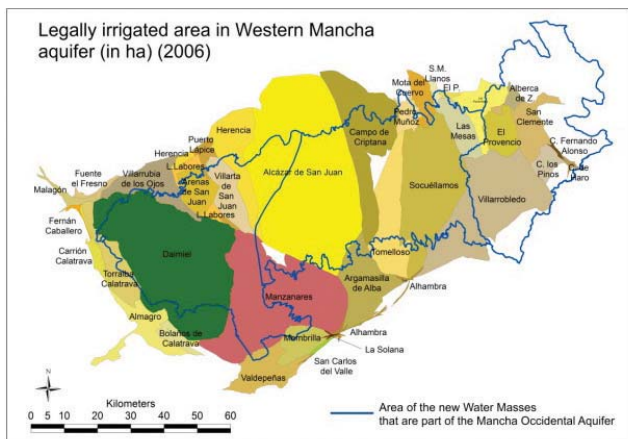 Legally irrigated area in Western Mancha
aquifer (in ha) (2006)
Mota del
Cuervo
S.M.
Llanos
El P.
Alberca
de Z.
San
Clemente
C. Fernando
Alonso
C. de
Haro
C. los
Pinos
El
Provencio
Las
Mesas
Pedro
Muñoz
Campo de
Criptana
Herencia
Puerto
Lápice
Herencia
L.Labores
Arenas
de San
Juan
Villarta
de San
Juan
L.Labores
Alcázar de San Juan
Socuéllamos
Villarrobledo
Villarrubia
de los Ojos
Fuente
el Fresno
Malagón
Fernán
Caballero
Carrión
Calatrava
Torralba
Calatrava
Daimiel
Almagro
Bolaños de
Calatrava
Manzanares
Tomelloso
Argamasilla
de Alba
Alhambra
Membrilla
Alhambra
La Solana
San Carlos
del Valle
Valdepeñas
N
Kilometers
0 5 10 20 30 40 50 60
Area of the new Water Masses
that are part of the Mancha Occidental Aquifer